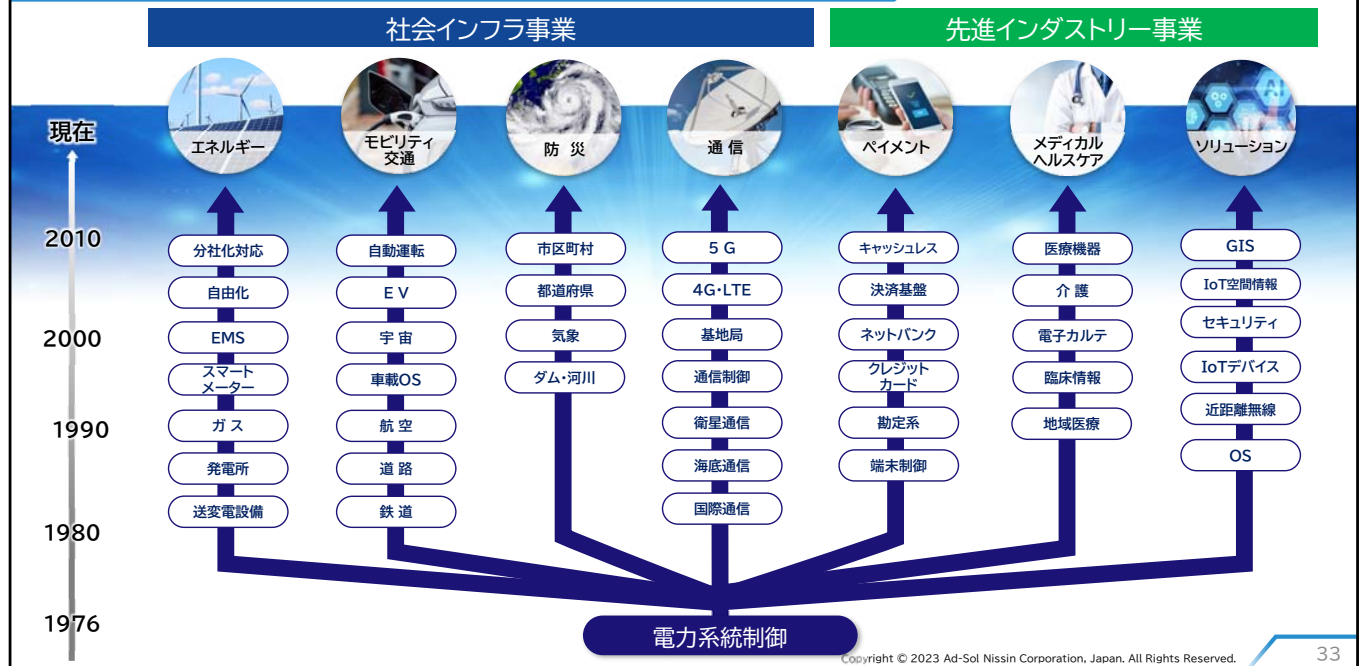 社会インフラ事業
先進インダストリー事業
現在
2010
2000
1990
1980
1976
エネルギー
分社化対応
自由化
EMS
スマート
メーター
ガス
発電所
送変電設備
モビリティ
交通
自動運転
EV
宇宙
車載OS
航空
道路
鉄道
防災
市区町村
都道府県
気象
ダム・河川
通信
5G
4G・LTE
基地局
通信制御
衛星通信
海底通信
国際通信
ペイメント
キャッシュレス
決済基盤
ネットバンク
クレジット
カード
勘定系
端末制御
メディカル
ヘルスケア
医療機器
介護
電子カルテ
臨床情報
地域医療
ソリューション
GIS
IoT空間情報
セキュリティ
IoTデバイス
近距離無線
OS
電力系統制御
Copyright © 2023 Ad-Sol Nissin Corporation, Japan. All Rights Reserved.
33